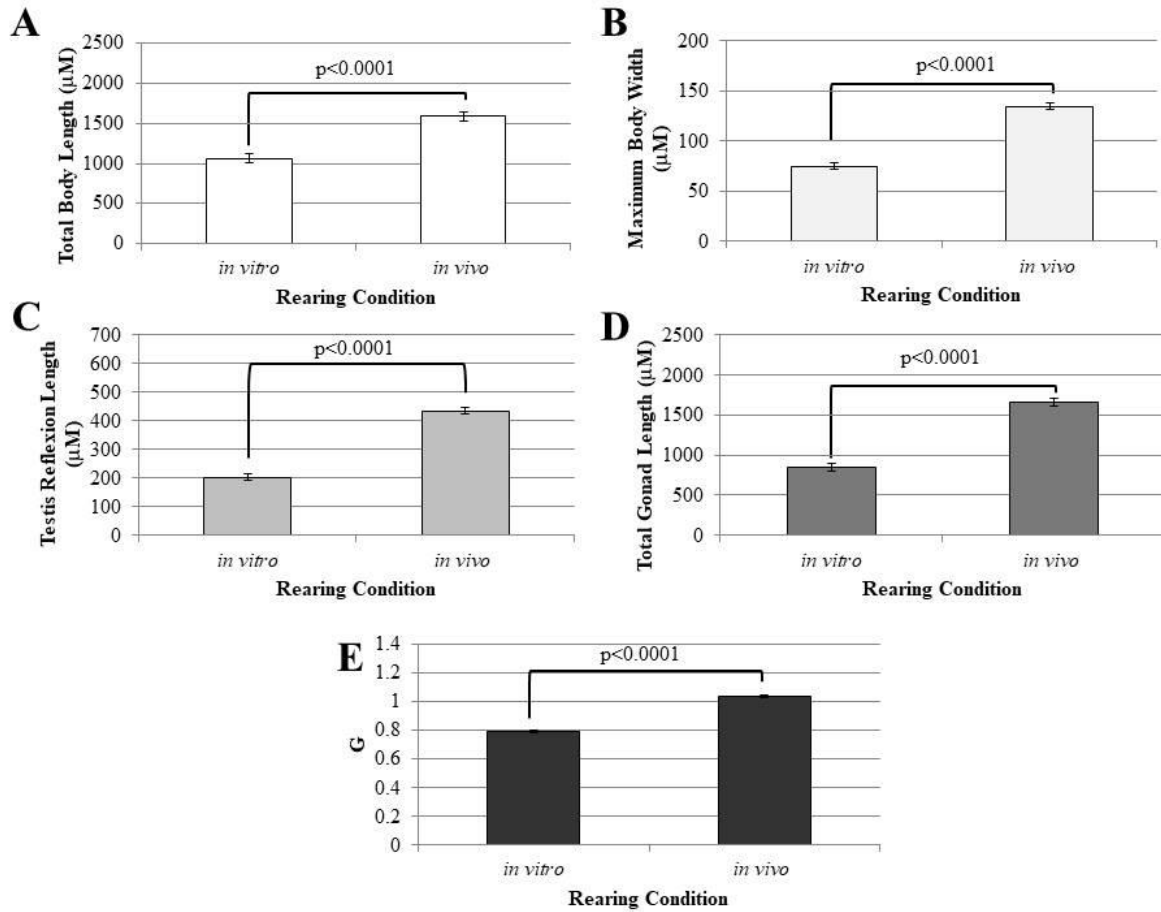 A
Total Body Length (µM)
2500
2000
1500
1000
500
0
p<0.0001
in vitro
in vivo
Rearing Condition
B
Maximum Body Width
(µM)
200
150
100
50
0
p<0.0001
in vitro
in vivo
Rearing Condition
C
Testis Reflexion Length
(µM)
700
600
500
400
300
200
100
0
p<0.0001
in vitro
in vivo
Rearing Condition
D
Total Gonad Length (µM)
2500
2000
1500
1000
500
0
p<0.0001
in vitro
in vivo
Rearing Condition
E
G
1.4
1.2
1
0.8
0.6
0.4
0.2
0
p<0.0001
in vitro
in vivo
Rearing Condition